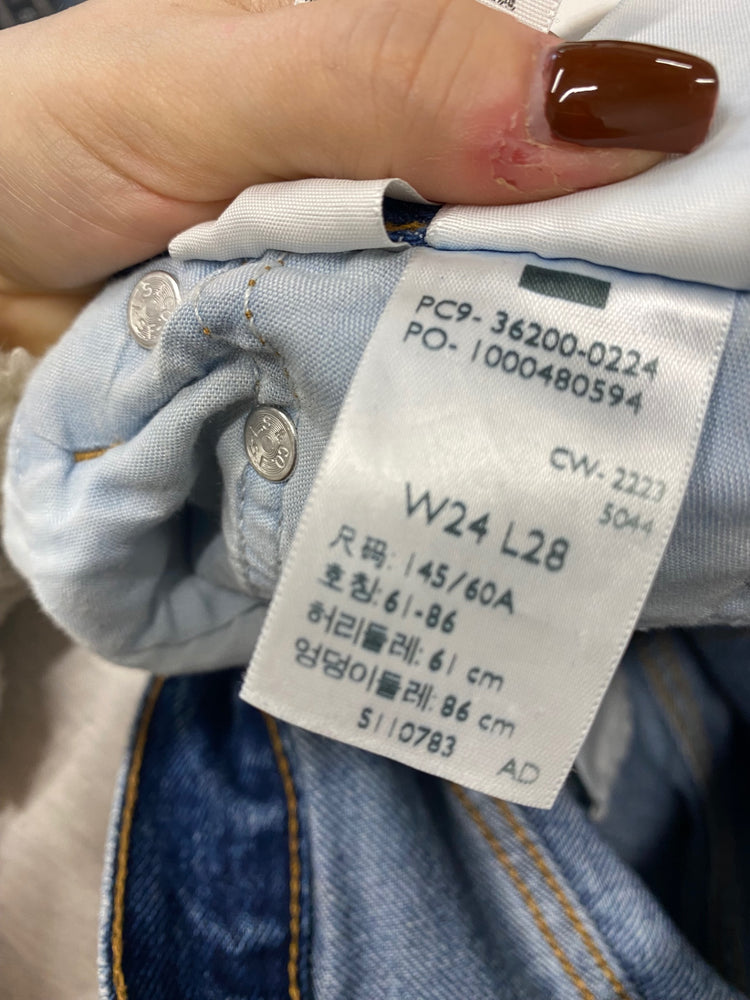 PC9- 36200-0224
PO- 1000480594
CW- 2223
5044
W24 L28
尺码: 145/60A
호칭: 61-86
허리둘레: 61 cm
엉덩이둘레: 86 cm
S110783
AD